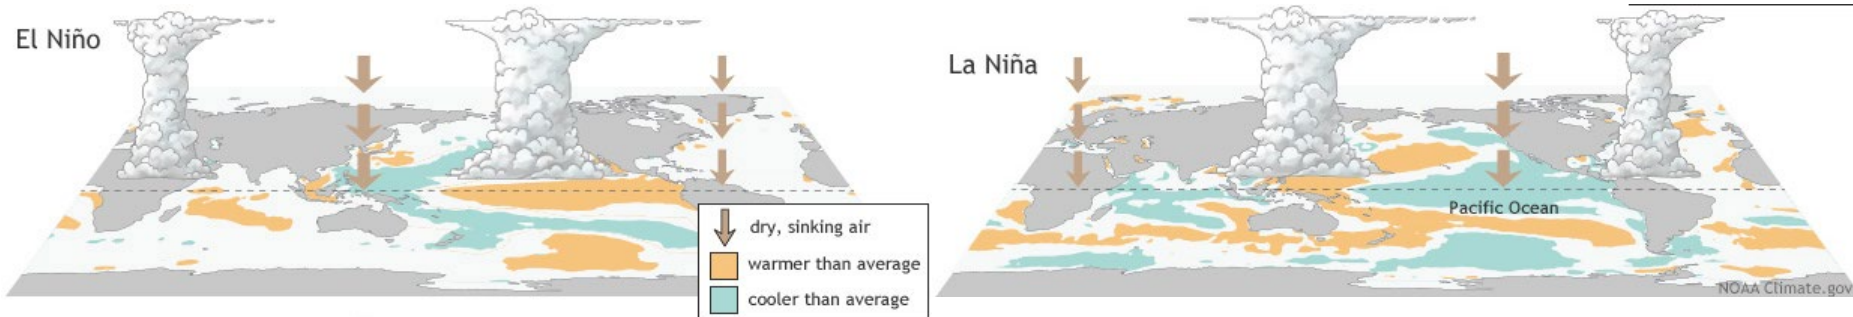 El Niño
La Niña
dry, sinking air
warmer than average
cooler than average
Pacific Ocean
NOAA Climate.gov